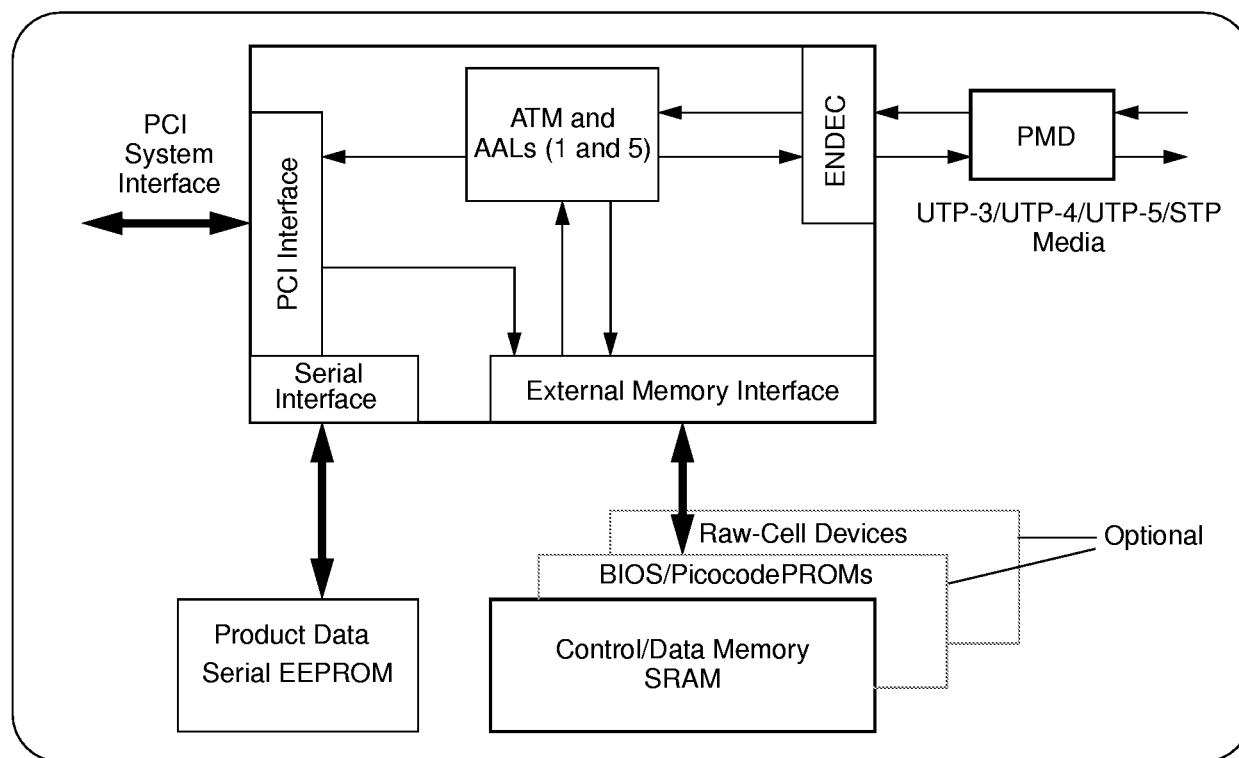 PCI
System
Interface
PCI Interface
ATM and
AALs (1 and 5)
ENDEC
PMD
UTP-3/UTP-4/UTP-5/STP
Media
Serial
Interface
External Memory Interface
Raw-Cell Devices
Optional
BIOS/PicocodePROMs
Product Data
Serial EEPROM
Control/Data Memory
SRAM